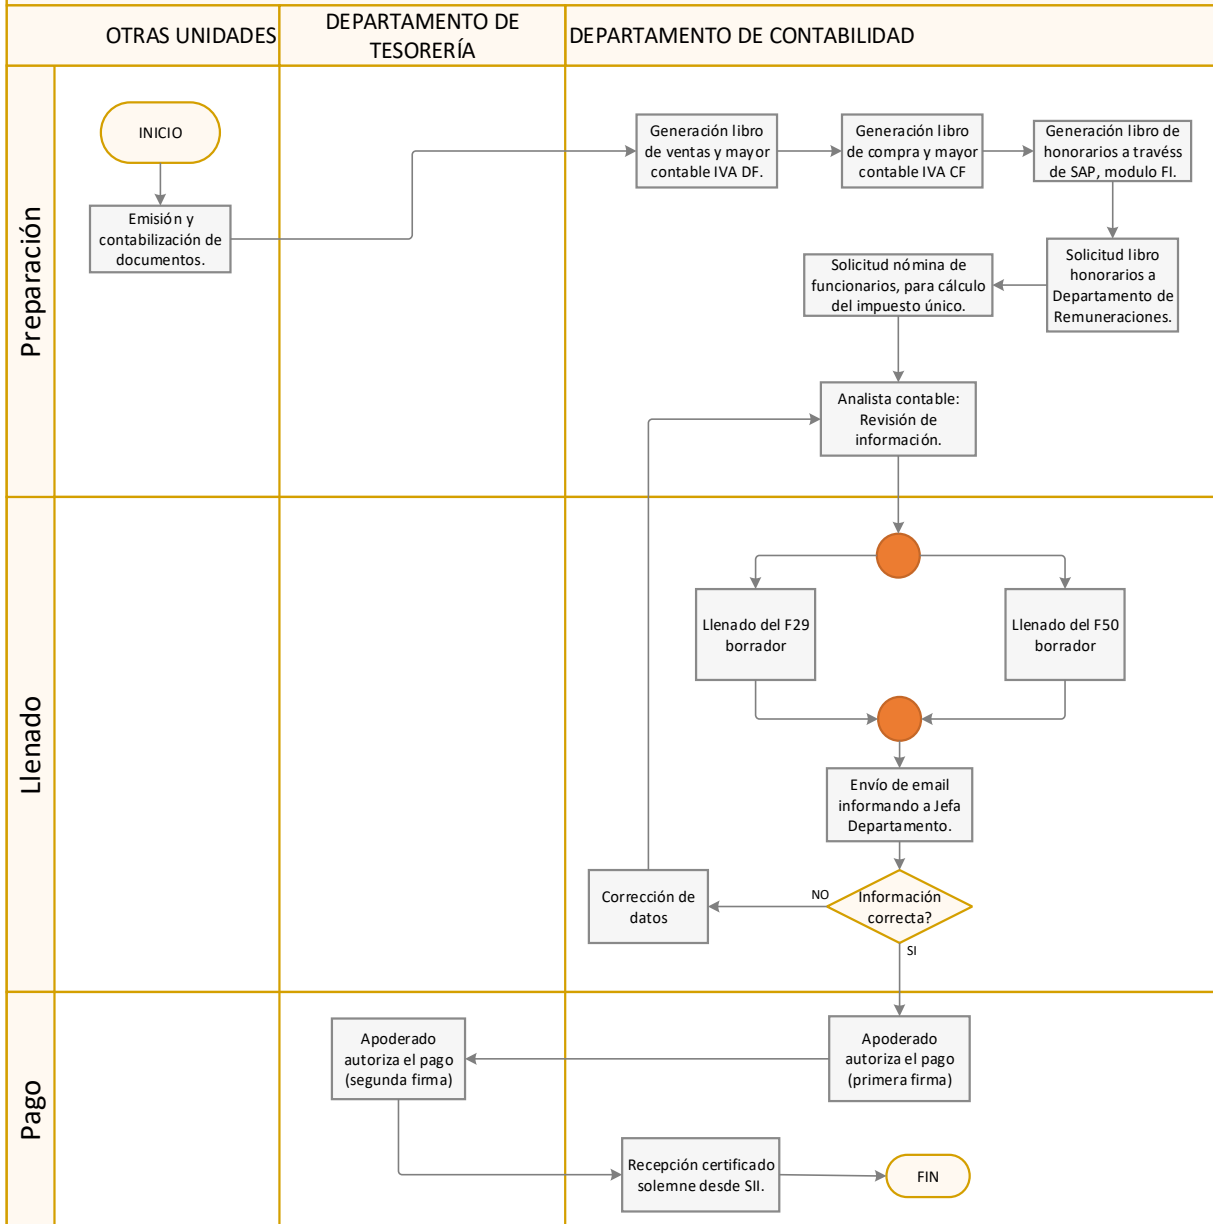 OTRAS UNIDADES
DEPARTAMENTO DE
TESORERÍA
DEPARTAMENTO DE CONTABILIDAD
Preparación
INICIO
Emisión y
contabilización de
documentos.
Generación libro
de ventas y mayor
contable IVA DF.
Generación libro
de compra y mayor
contable IVA CF
Generación libro de
honorarios a travéss
de SAP, modulo FI.
Solicitud libro
honorarios a
Departamento de
Remuneraciones.
Solicitud nómina de
funcionarios, para cálculo
del impuesto único.
Analista contable:
Revisión de
información.
Llenado
Llenado del F29
borrador
Llenado del F50
borrador
Envío de email
informando a Jefa
Departamento.
Información
correcta?
NO
SI
Corrección de
datos
Pago
Apoderado
autoriza el pago
(primera firma)
Apoderado
autoriza el pago
(segunda firma)
Recepción certificado
solemne desde SII.
FIN